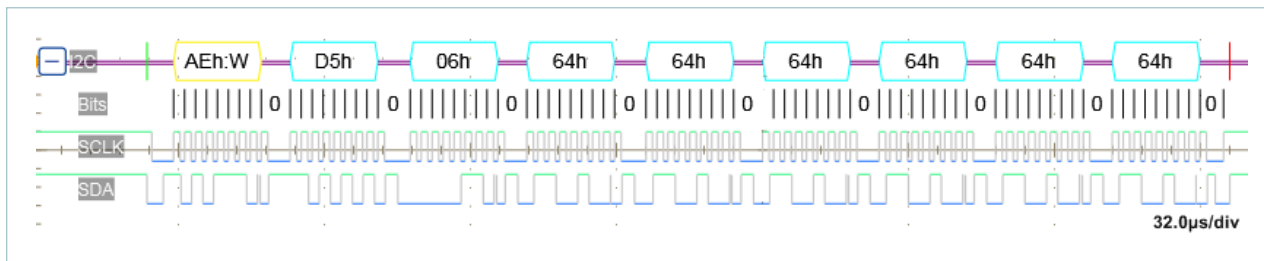 I2C AEh:W D5h 06h 64h 64h 64h 64h 64h 64h
Bits 0 0 0 0 0 0 0 0 0
SCLK
SDA
32.0µs/div